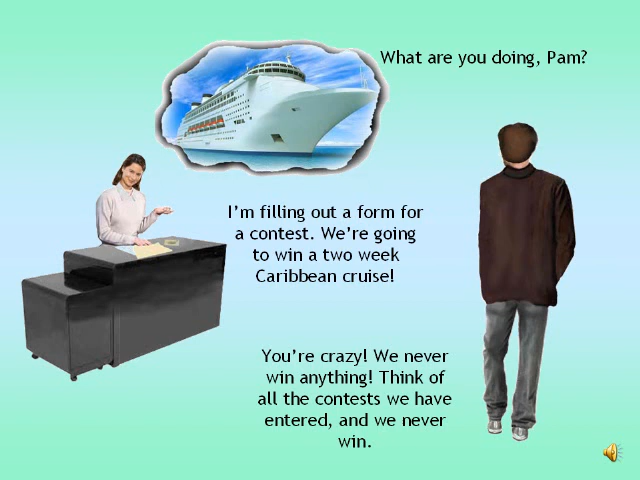 What are you doing, Pam?
I’m filling out a form for
a contest. We’re going
to win a two week
Caribbean cruise!
You’re crazy! We never
win anything! Think of
all the contests we have
entered, and we never
win.